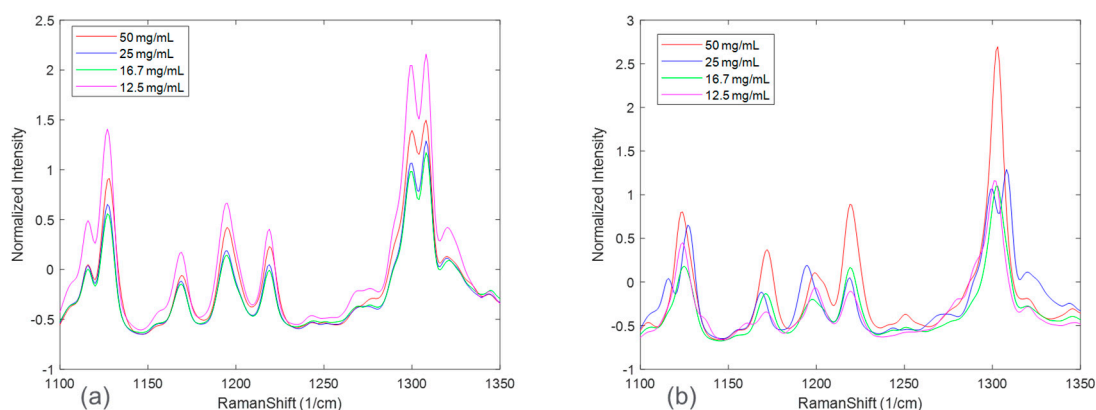 2.5
2
1.5
1
0.5
0
-0.5
-1
1100
1150
1200
1250
1300
1350
Normalized Intensity
RamanShift (1/cm)
50 mg/mL
25 mg/mL
16.7 mg/mL
12.5 mg/mL
(a)
3
2.5
2
1.5
1
0.5
0
-0.5
-1
1100
1150
1200
1250
1300
1350
Normalized Intensity
RamanShift (1/cm)
50 mg/mL
25 mg/mL
16.7 mg/mL
12.5 mg/mL
(b)